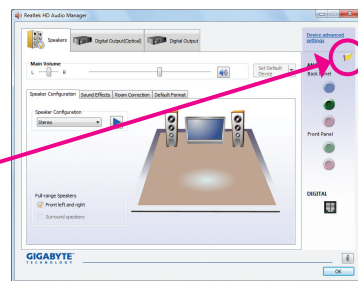 Realtek HD Audio Manager
Speakers
Digital Output(Optical)
Digital Output
Device advanced
settings
Main Volume
L
R
Set Default
Device
ANALOG
Back Panel
Speaker Configuration
Sound Effects
Room Correction
Default Format
Speaker Configuration
Stereo
Front Panel
Full-range Speakers
Front left and right
Surround speakers
DIGITAL
GIGABYTE
TECHNOLOGY
OK